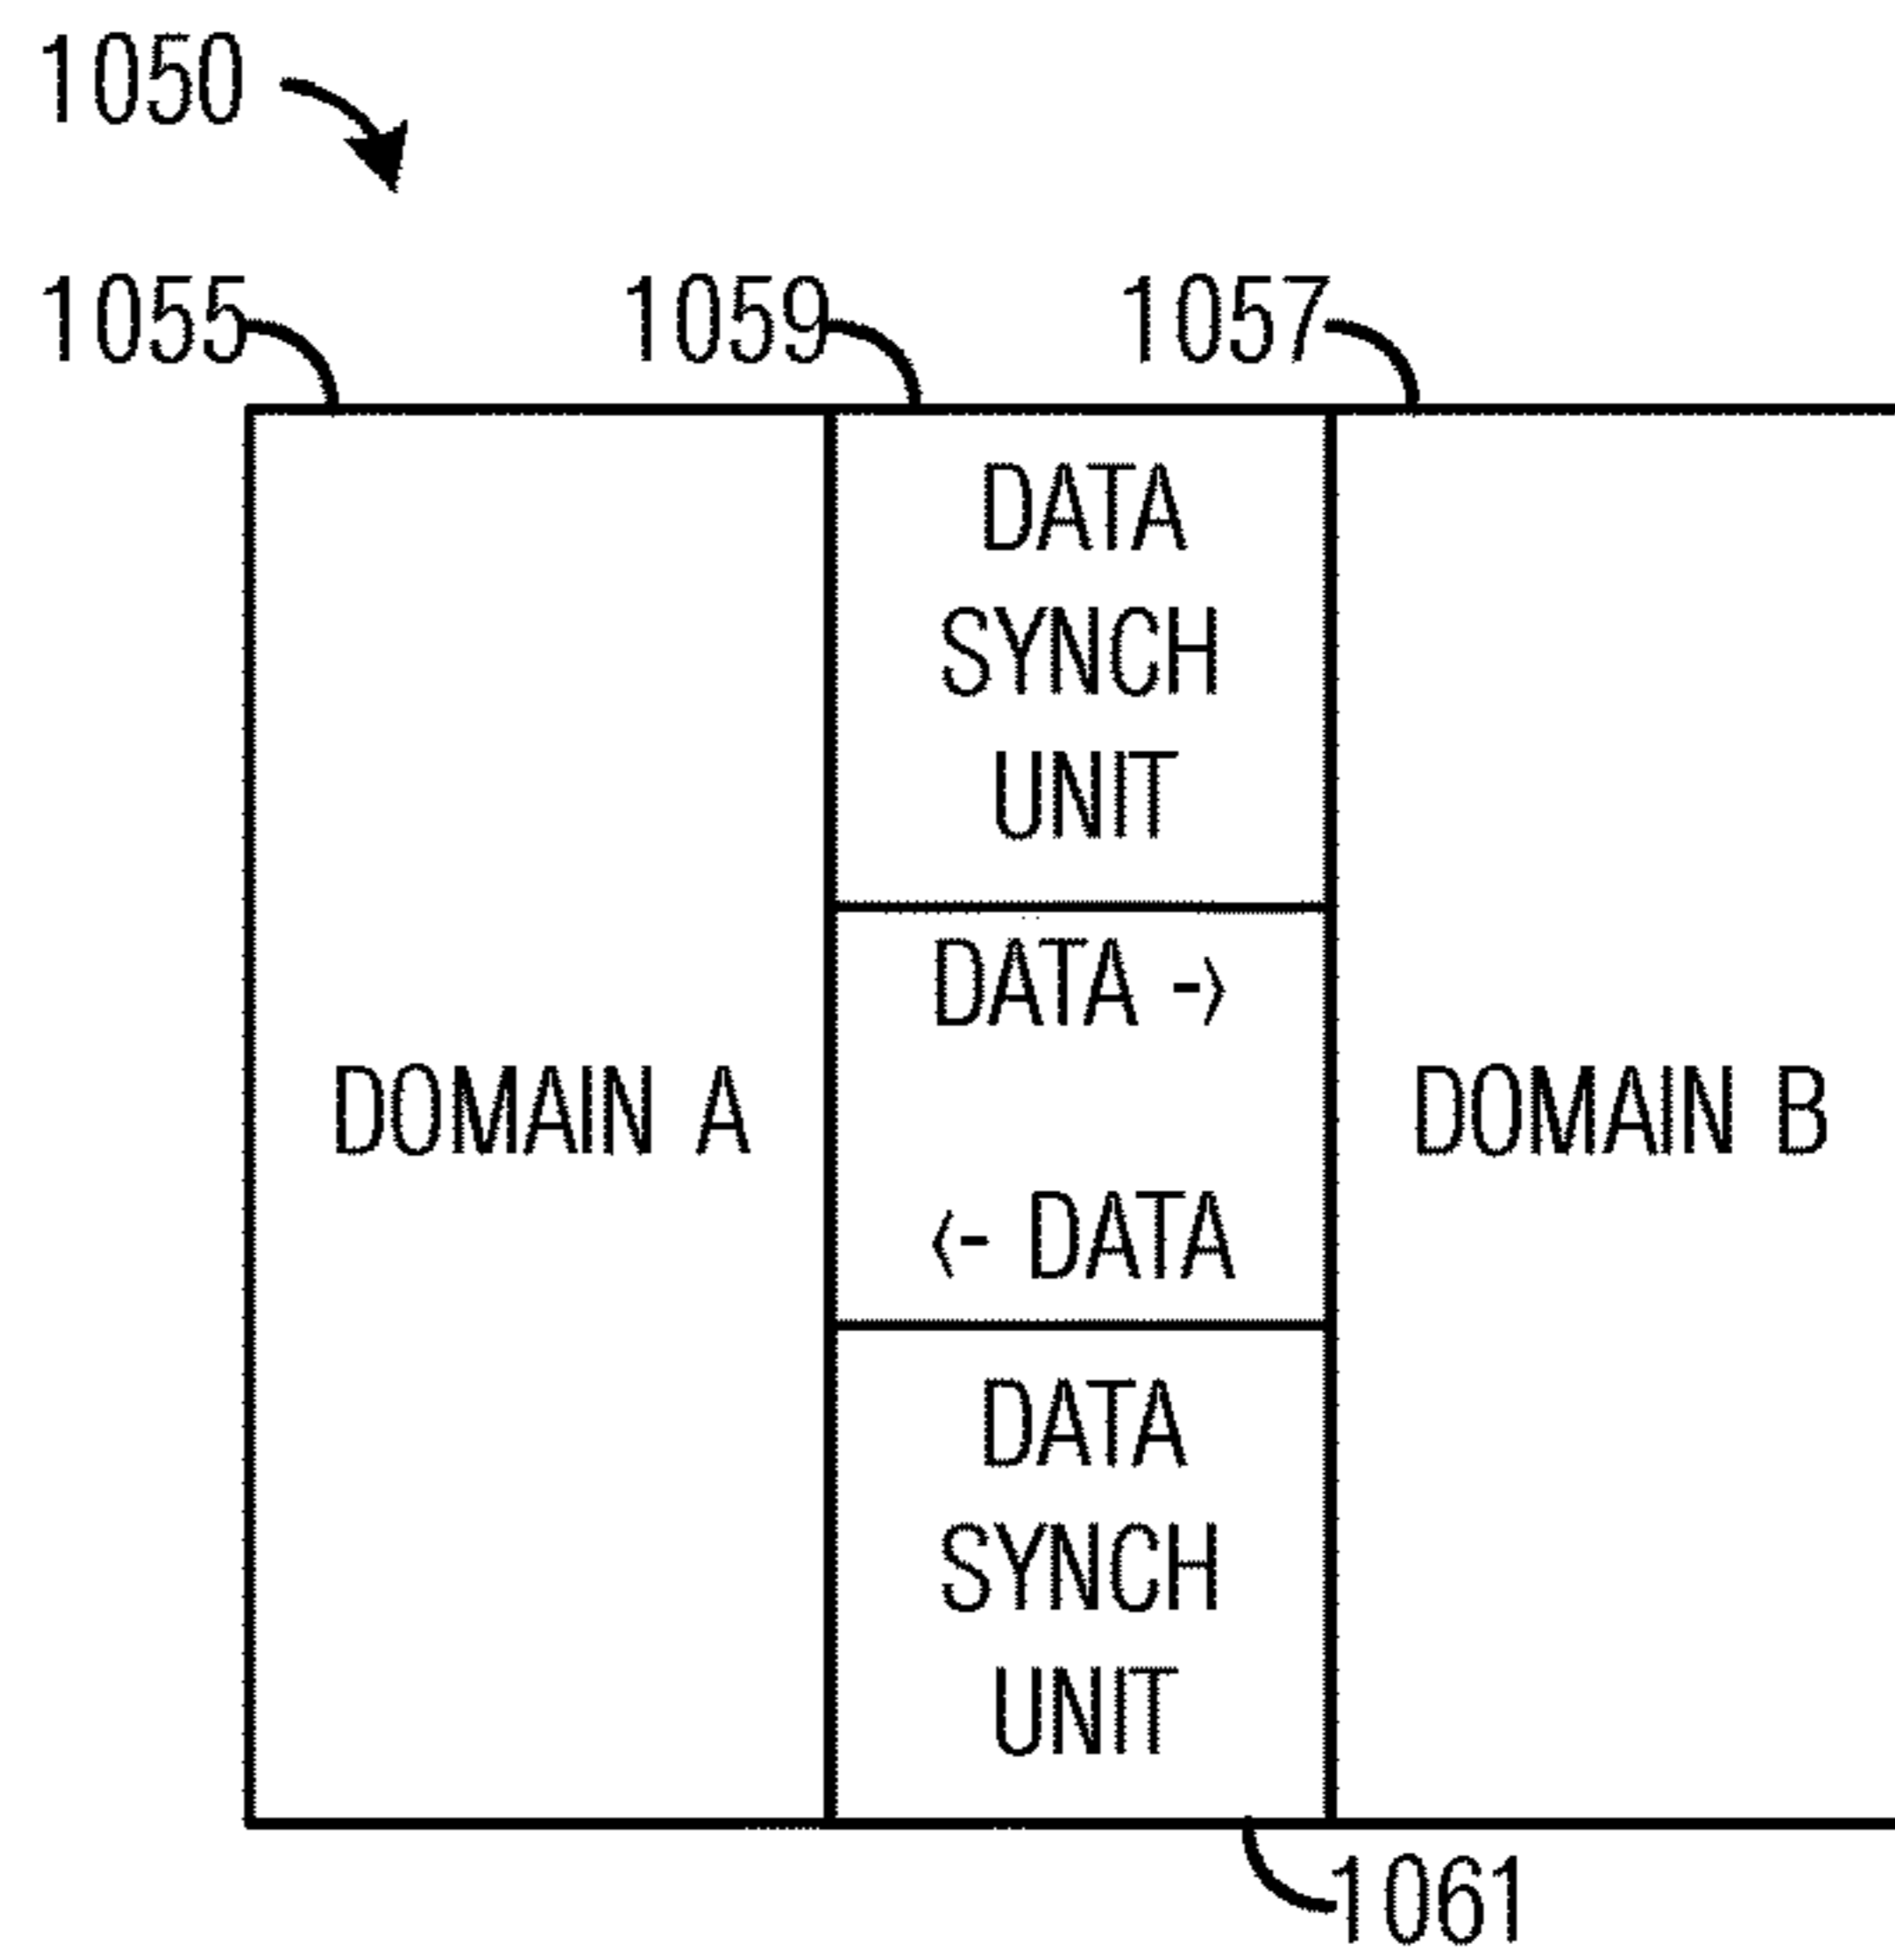 1050
1055
1059
1057
DATA
SYNCH
UNIT
DATA -〉
DOMAIN A
DOMAIN B
〈- DATA
DATA
SYNCH
UNIT
1061